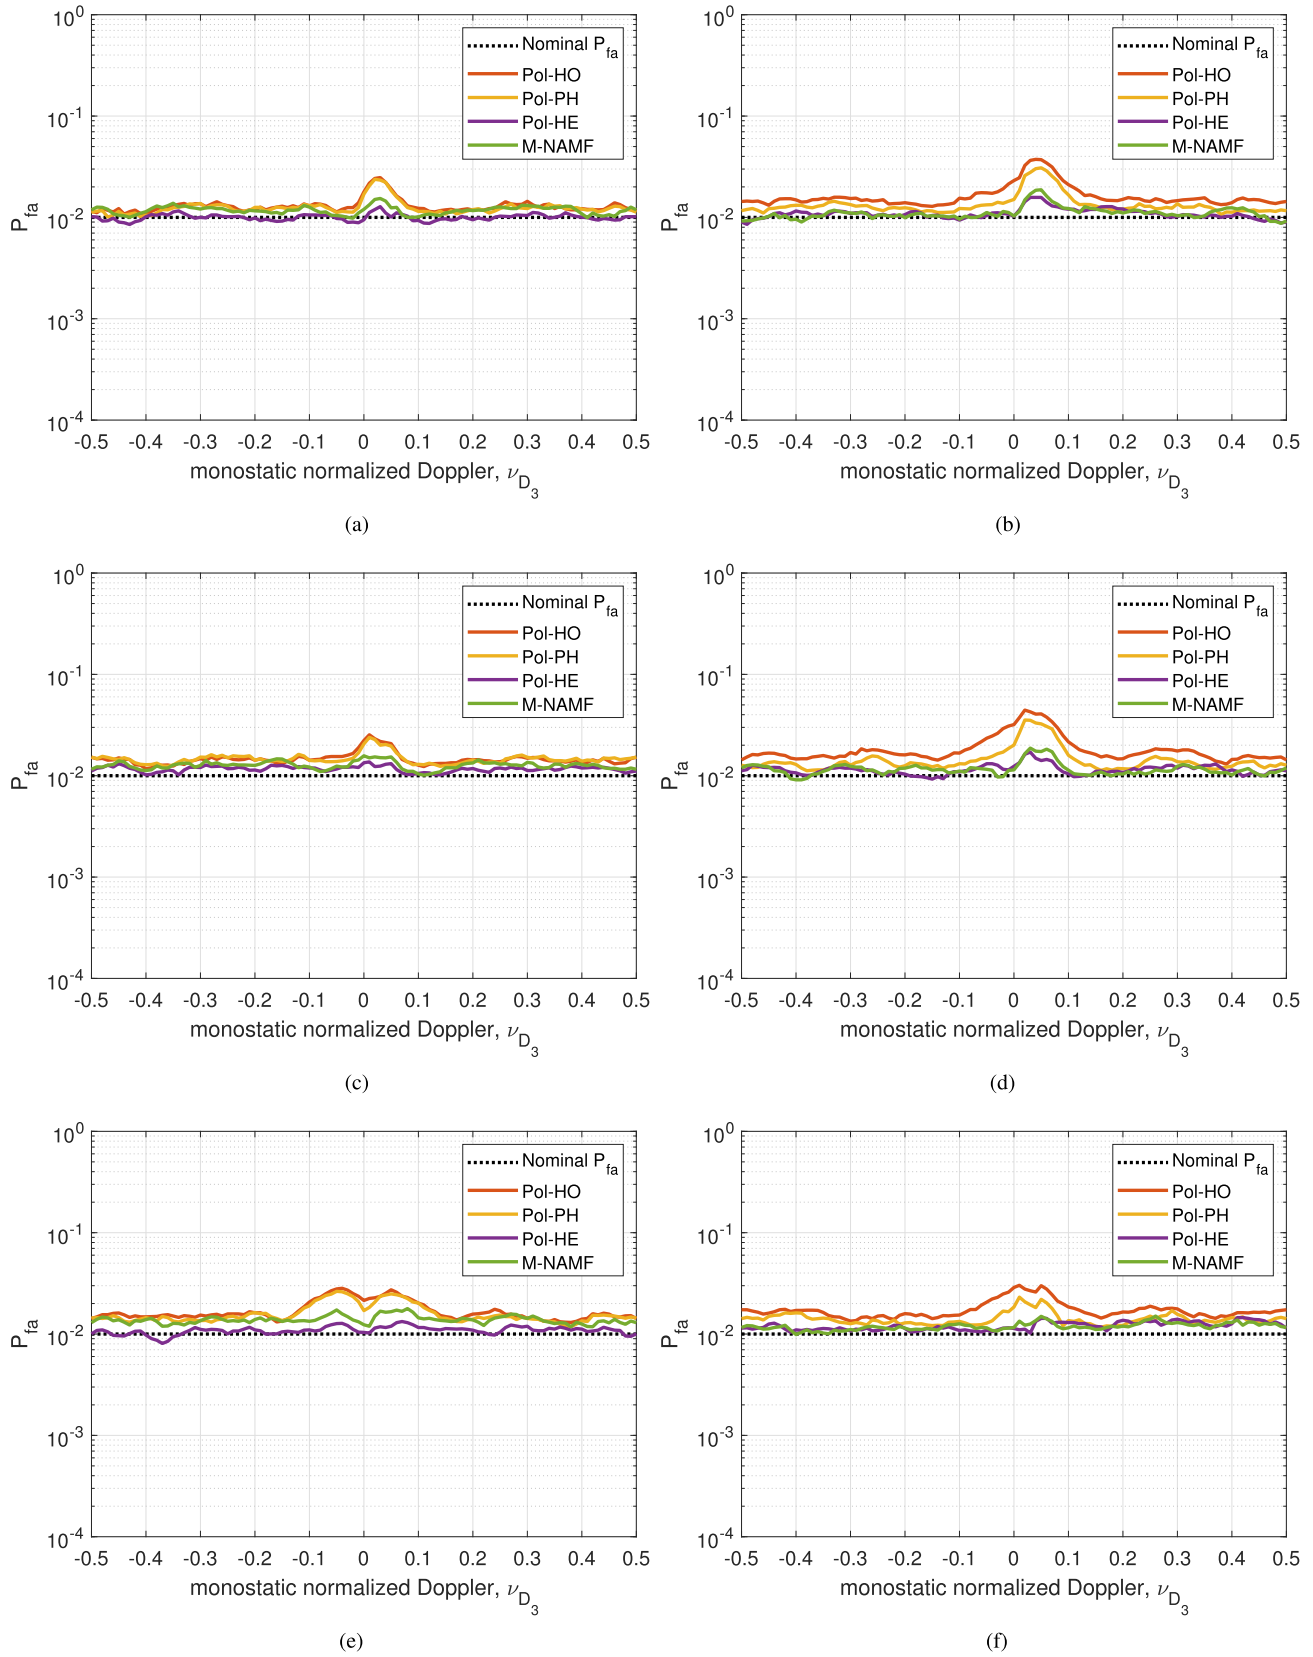 10^0
10^-1
10^-2
10^-3
10^-4
P_fa
-0.5 -0.4 -0.3 -0.2 -0.1 0 0.1 0.2 0.3 0.4 0.5
monostatic normalized Doppler, ν_D_3
Nominal P_fa
Pol-HO
Pol-PH
Pol-HE
M-NAMF
(a)
10^0
10^-1
10^-2
10^-3
10^-4
P_fa
-0.5 -0.4 -0.3 -0.2 -0.1 0 0.1 0.2 0.3 0.4 0.5
monostatic normalized Doppler, ν_D_3
Nominal P_fa
Pol-HO
Pol-PH
Pol-HE
M-NAMF
(b)
10^0
10^-1
10^-2
10^-3
10^-4
P_fa
-0.5 -0.4 -0.3 -0.2 -0.1 0 0.1 0.2 0.3 0.4 0.5
monostatic normalized Doppler, ν_D_3
Nominal P_fa
Pol-HO
Pol-PH
Pol-HE
M-NAMF
(c)
10^0
10^-1
10^-2
10^-3
10^-4
P_fa
-0.5 -0.4 -0.3 -0.2 -0.1 0 0.1 0.2 0.3 0.4 0.5
monostatic normalized Doppler, ν_D_3
Nominal P_fa
Pol-HO
Pol-PH
Pol-HE
M-NAMF
(d)
10^0
10^-1
10^-2
10^-3
10^-4
P_fa
-0.5 -0.4 -0.3 -0.2 -0.1 0 0.1 0.2 0.3 0.4 0.5
monostatic normalized Doppler, ν_D_3
Nominal P_fa
Pol-HO
Pol-PH
Pol-HE
M-NAMF
(e)
10^0
10^-1
10^-2
10^-3
10^-4
P_fa
-0.5 -0.4 -0.3 -0.2 -0.1 0 0.1 0.2 0.3 0.4 0.5
monostatic normalized Doppler, ν_D_3
Nominal P_fa
Pol-HO
Pol-PH
Pol-HE
M-NAMF
(f)